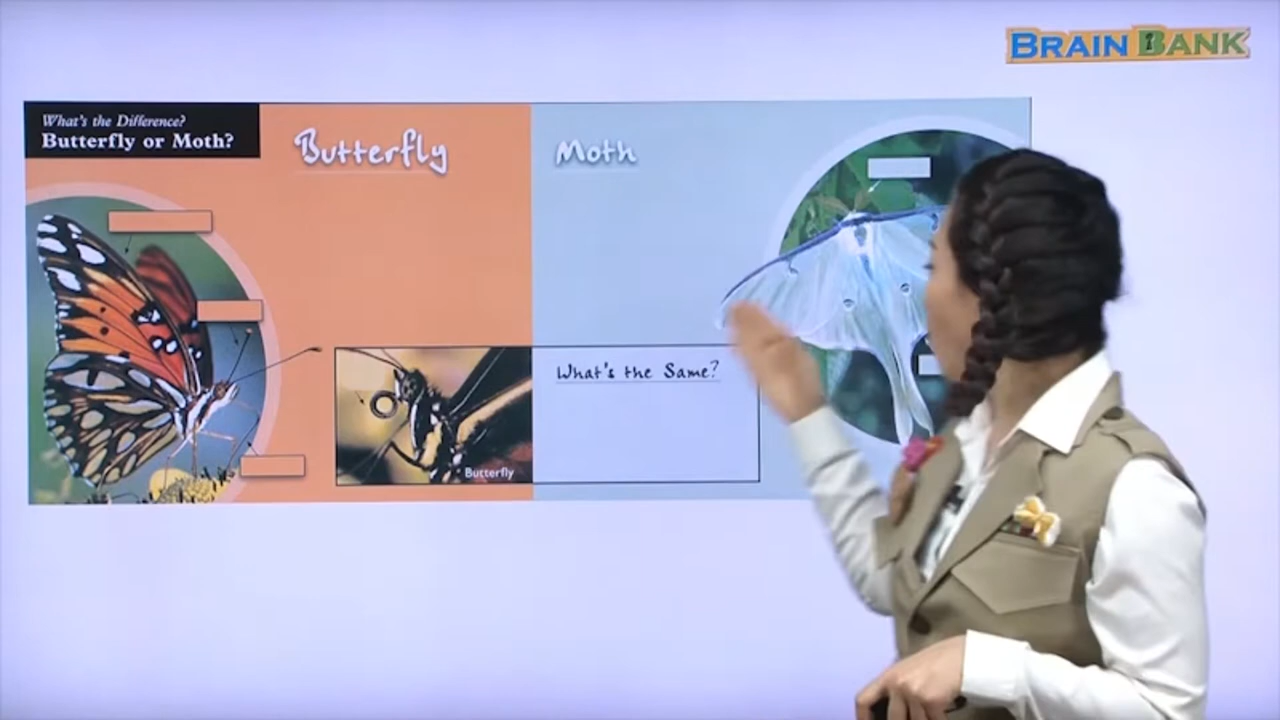 BRAIN BANK
What's the Difference?
Butterfly or Moth?
Butterfly
Moth
What's the Same?
Butterfly